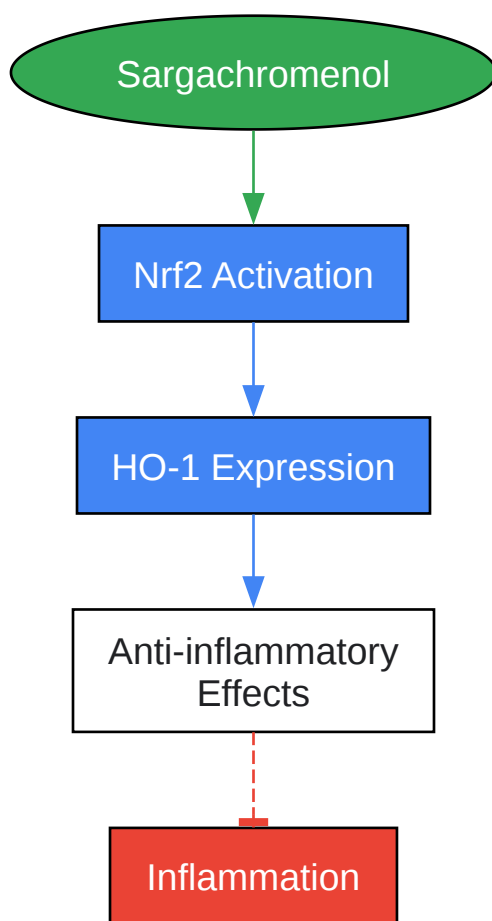 Sargachromenol
Nrf2 Activation
HO-1 Expression
Anti-inflammatory
Effects
Inflammation